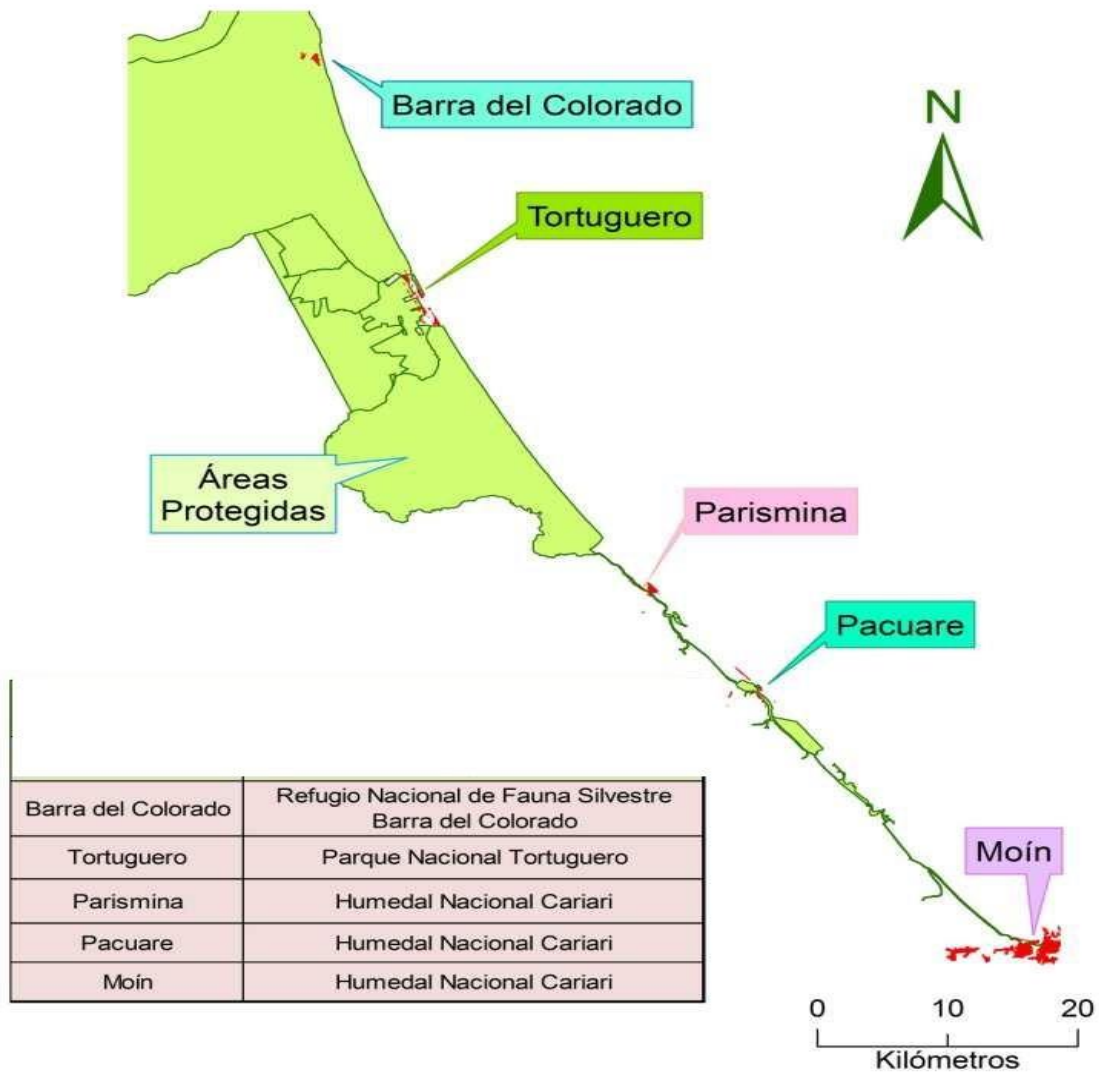 Barra del Colorado
N
Tortuguero
Áreas
Protegidas
Parismina
Pacuare
Moín
Barra del Colorado
Refugio Nacional de Fauna Silvestre
Barra del Colorado
Tortuguero
Parque Nacional Tortuguero
Parismina
Humedal Nacional Cariari
Pacuare
Humedal Nacional Cariari
Moín
Humedal Nacional Cariari
0 10 20
Kilómetros